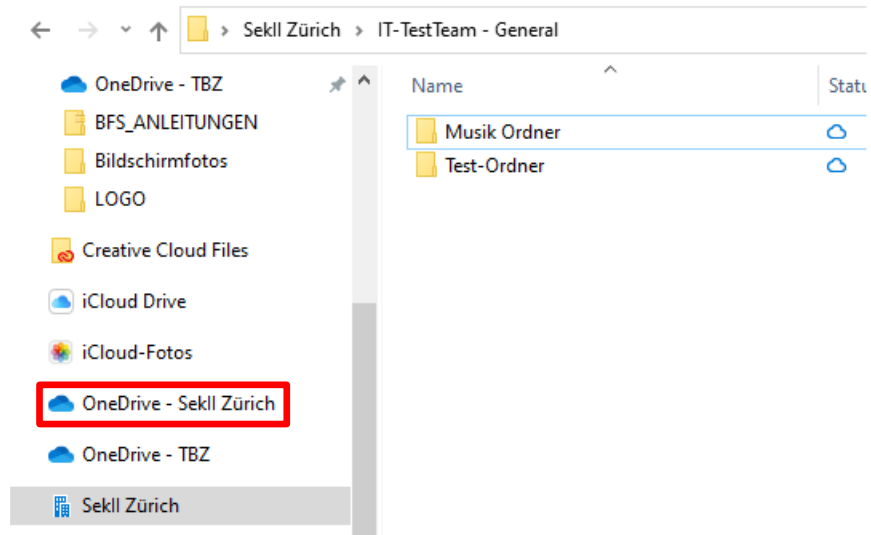 SekII Zürich > IT-TestTeam - General
OneDrive - TBZ
BFS_ANLEITUNGEN
Bildschirmfotos
LOGO
Creative Cloud Files
iCloud Drive
iCloud-Fotos
OneDrive - SekII Zürich
OneDrive - TBZ
SekII Zürich
Name Statu
Musik Ordner
Test-Ordner